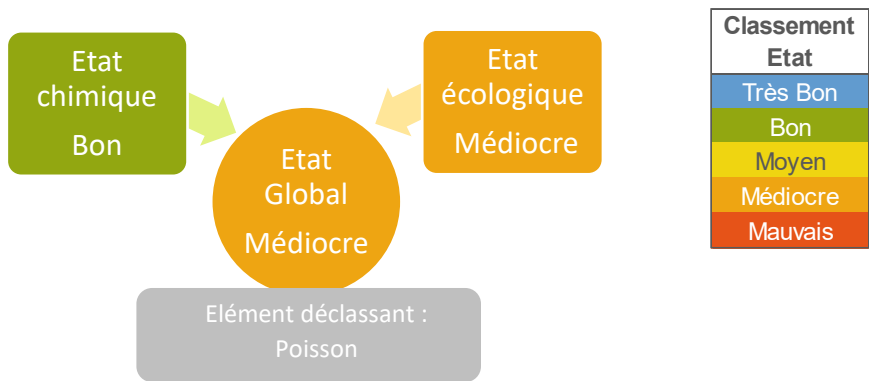 Etat
chimique
Bon
Etat
écologique
Médiocre
Etat
Global
Médiocre
Elément déclassant :
Poisson
Classement
Etat
Très Bon
Bon
Moyen
Médiocre
Mauvais